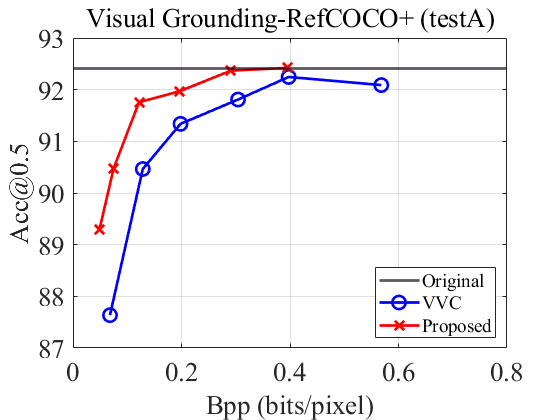 Visual Grounding-RefCOCO+ (testA)
93
92
91
90
89
88
87
Acc@0.5
Original
VVC
Proposed
0 0.2 0.4 0.6 0.8
Bpp (bits/pixel)